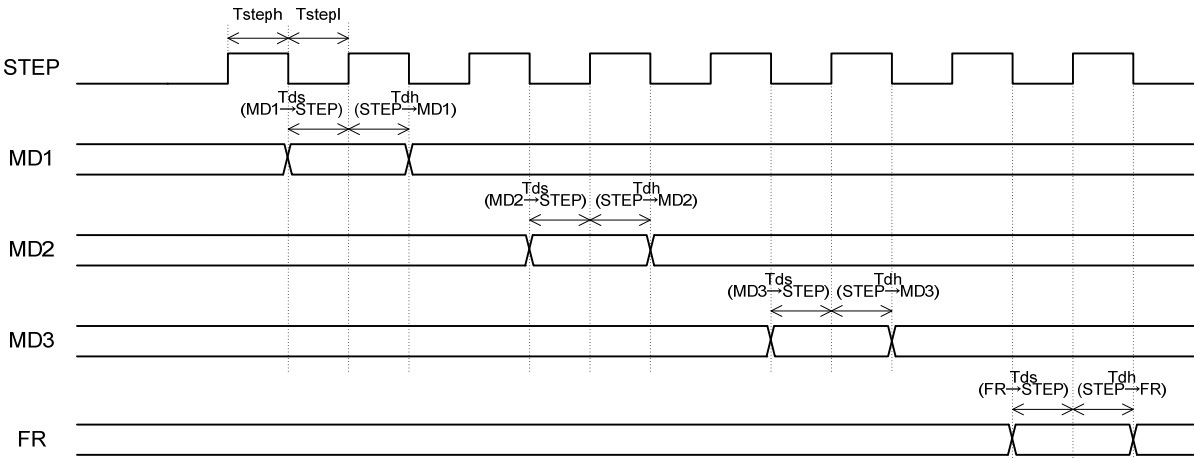 Tsteph Tstepl
STEP
Tds Tdh
(MD1→STEP) (STEP→MD1)
MD1
Tds Tdh
(MD2→STEP) (STEP→MD2)
MD2
Tds Tdh
(MD3→STEP) (STEP→MD3)
MD3
Tds Tdh
(FR→STEP) (STEP→FR)
FR